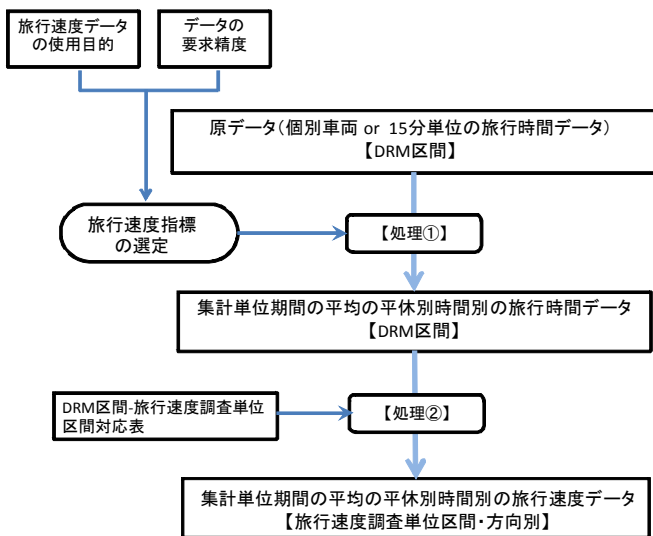 旅行速度データ
の使用目的
データの
要求精度
原データ（個別車両 or 15分単位の旅行時間データ）
【DRM区間】
旅行速度指標
の選定
【処理①】
集計単位期間の平均の平休別時間別の旅行時間データ
【DRM区間】
DRM区間-旅行速度調査単位
区間対応表
【処理②】
集計単位期間の平均の平休別時間別の旅行速度データ
【旅行速度調査単位区間・方向別】